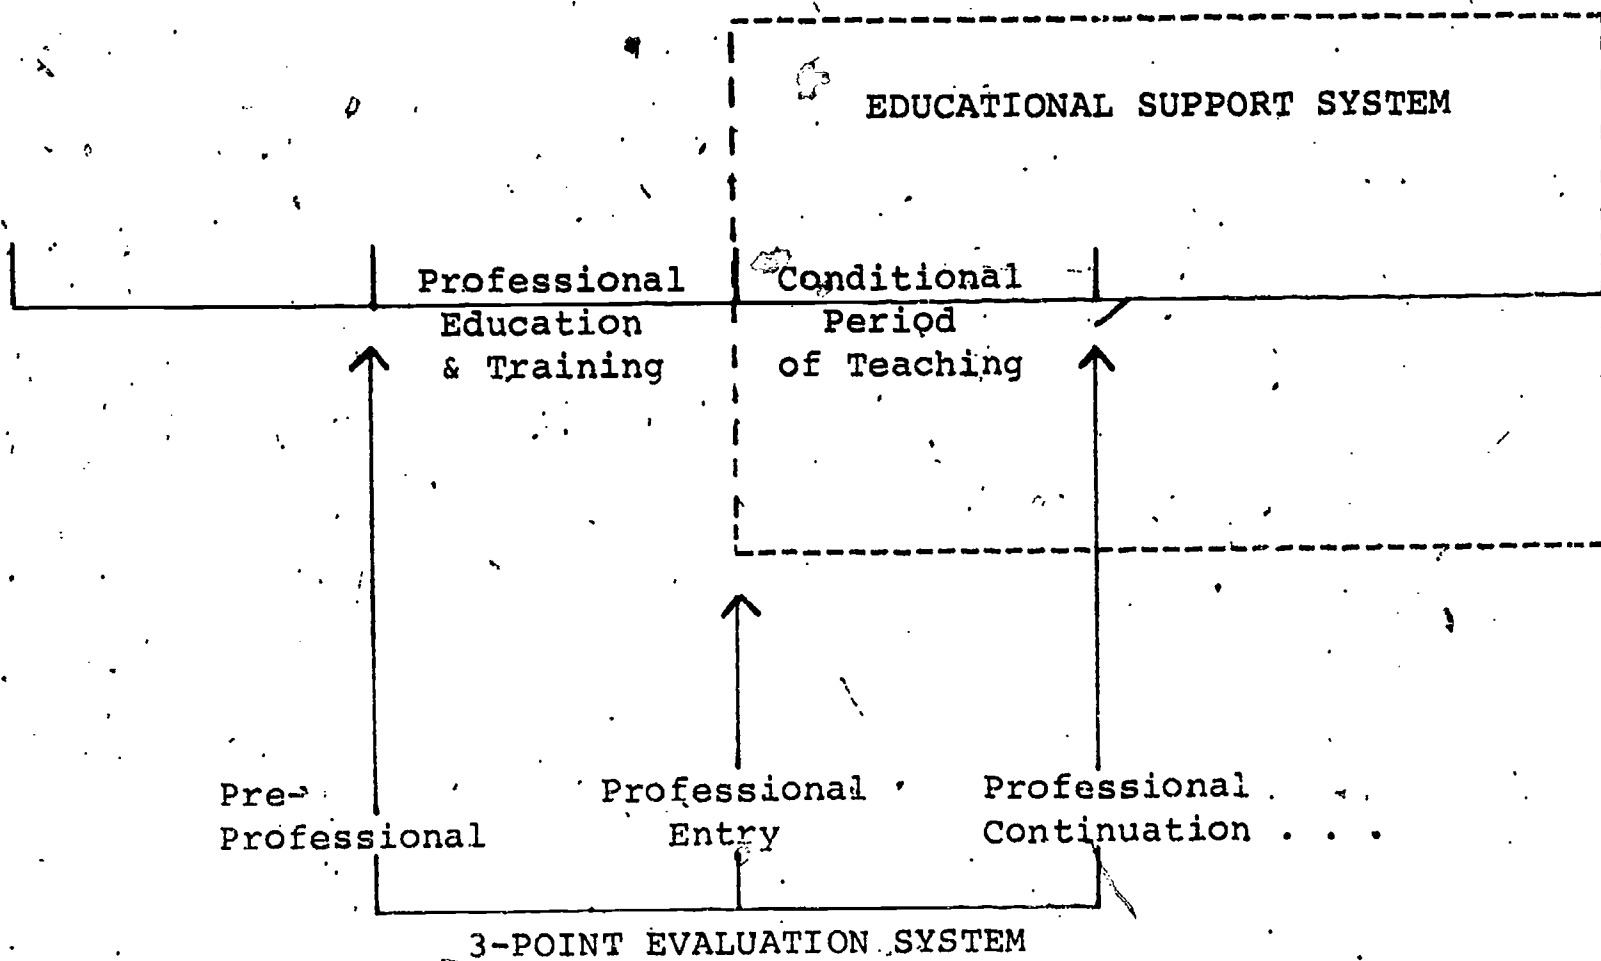 EDUCATIONAL SUPPORT SYSTEM
Professional
Education
& Training
Conditional
Period
of Teaching
Pre-
Professional
Professional
Entry
Professional
Continuation . . .
3-POINT EVALUATION SYSTEM